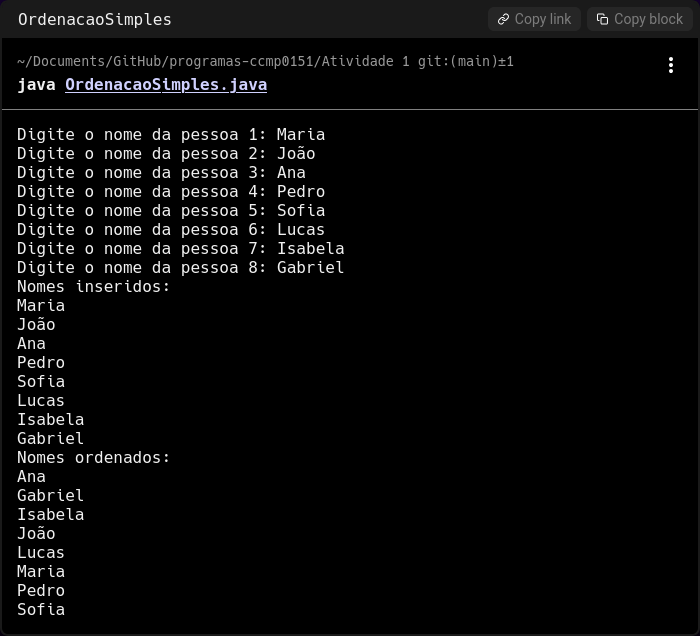 OrdenacaoSimples
Copy link
Copy block
~/Documents/GitHub/programas-ccmp0151/Atividade 1 git:(main)±1
java OrdenacaoSimples.java
Digite o nome da pessoa 1: Maria
Digite o nome da pessoa 2: João
Digite o nome da pessoa 3: Ana
Digite o nome da pessoa 4: Pedro
Digite o nome da pessoa 5: Sofia
Digite o nome da pessoa 6: Lucas
Digite o nome da pessoa 7: Isabela
Digite o nome da pessoa 8: Gabriel
Nomes inseridos:
Maria
João
Ana
Pedro
Sofia
Lucas
Isabela
Gabriel
Nomes ordenados:
Ana
Gabriel
Isabela
João
Lucas
Maria
Pedro
Sofia